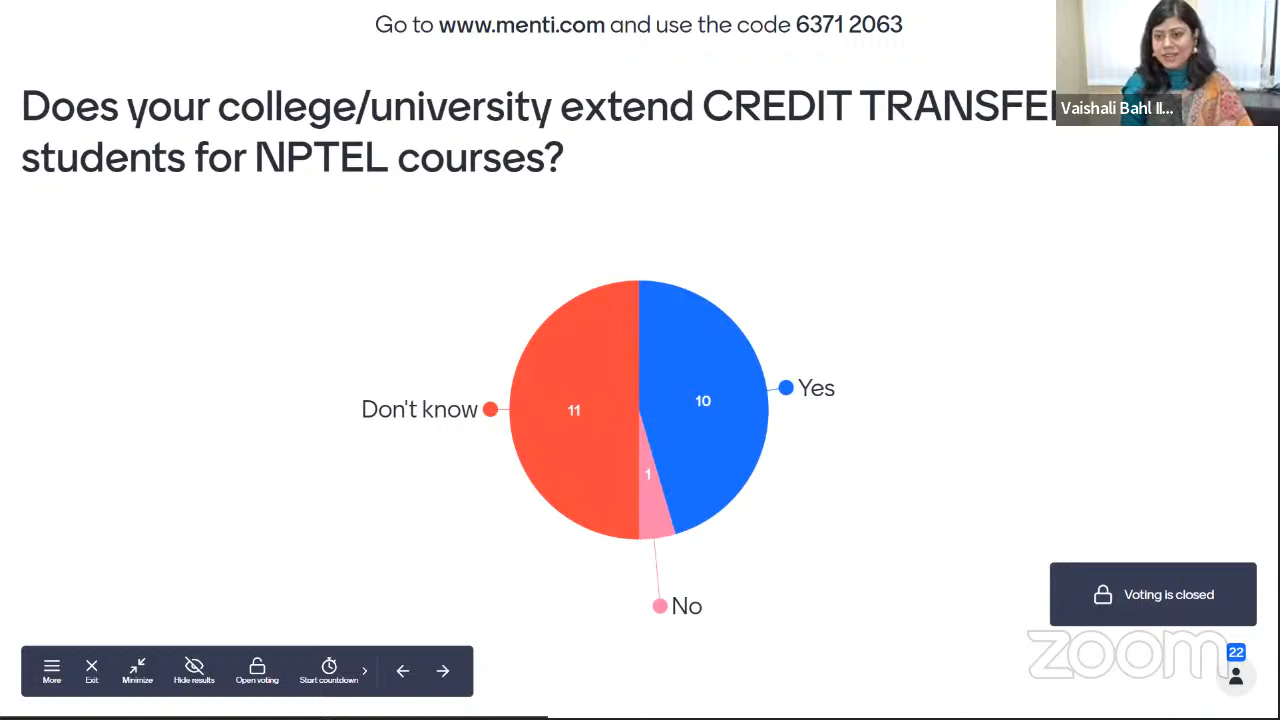 Go to www.menti.com and use the code 6371 2063
Does your college/university extend CREDIT TRANSFE
students for NPTEL courses?
Vaishali Bahl II...
Don't know
11
10
Yes
1
No
Voting is closed
zoom
22
More
Exit
Minimize
Hide results
Open voting
Start countdown